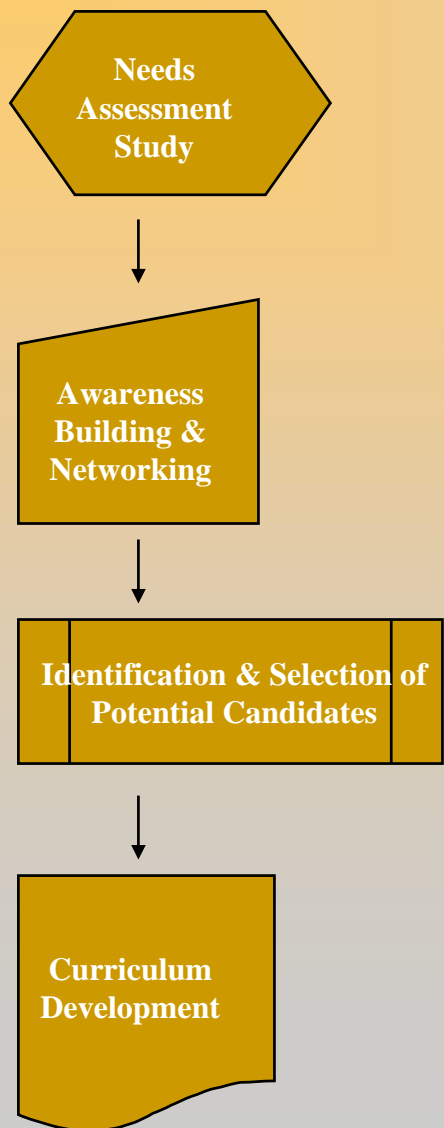 Needs
Assessment
Study
Awareness
Building &
Networking
Identification & Selection of
Potential Candidates
Curriculum
Development